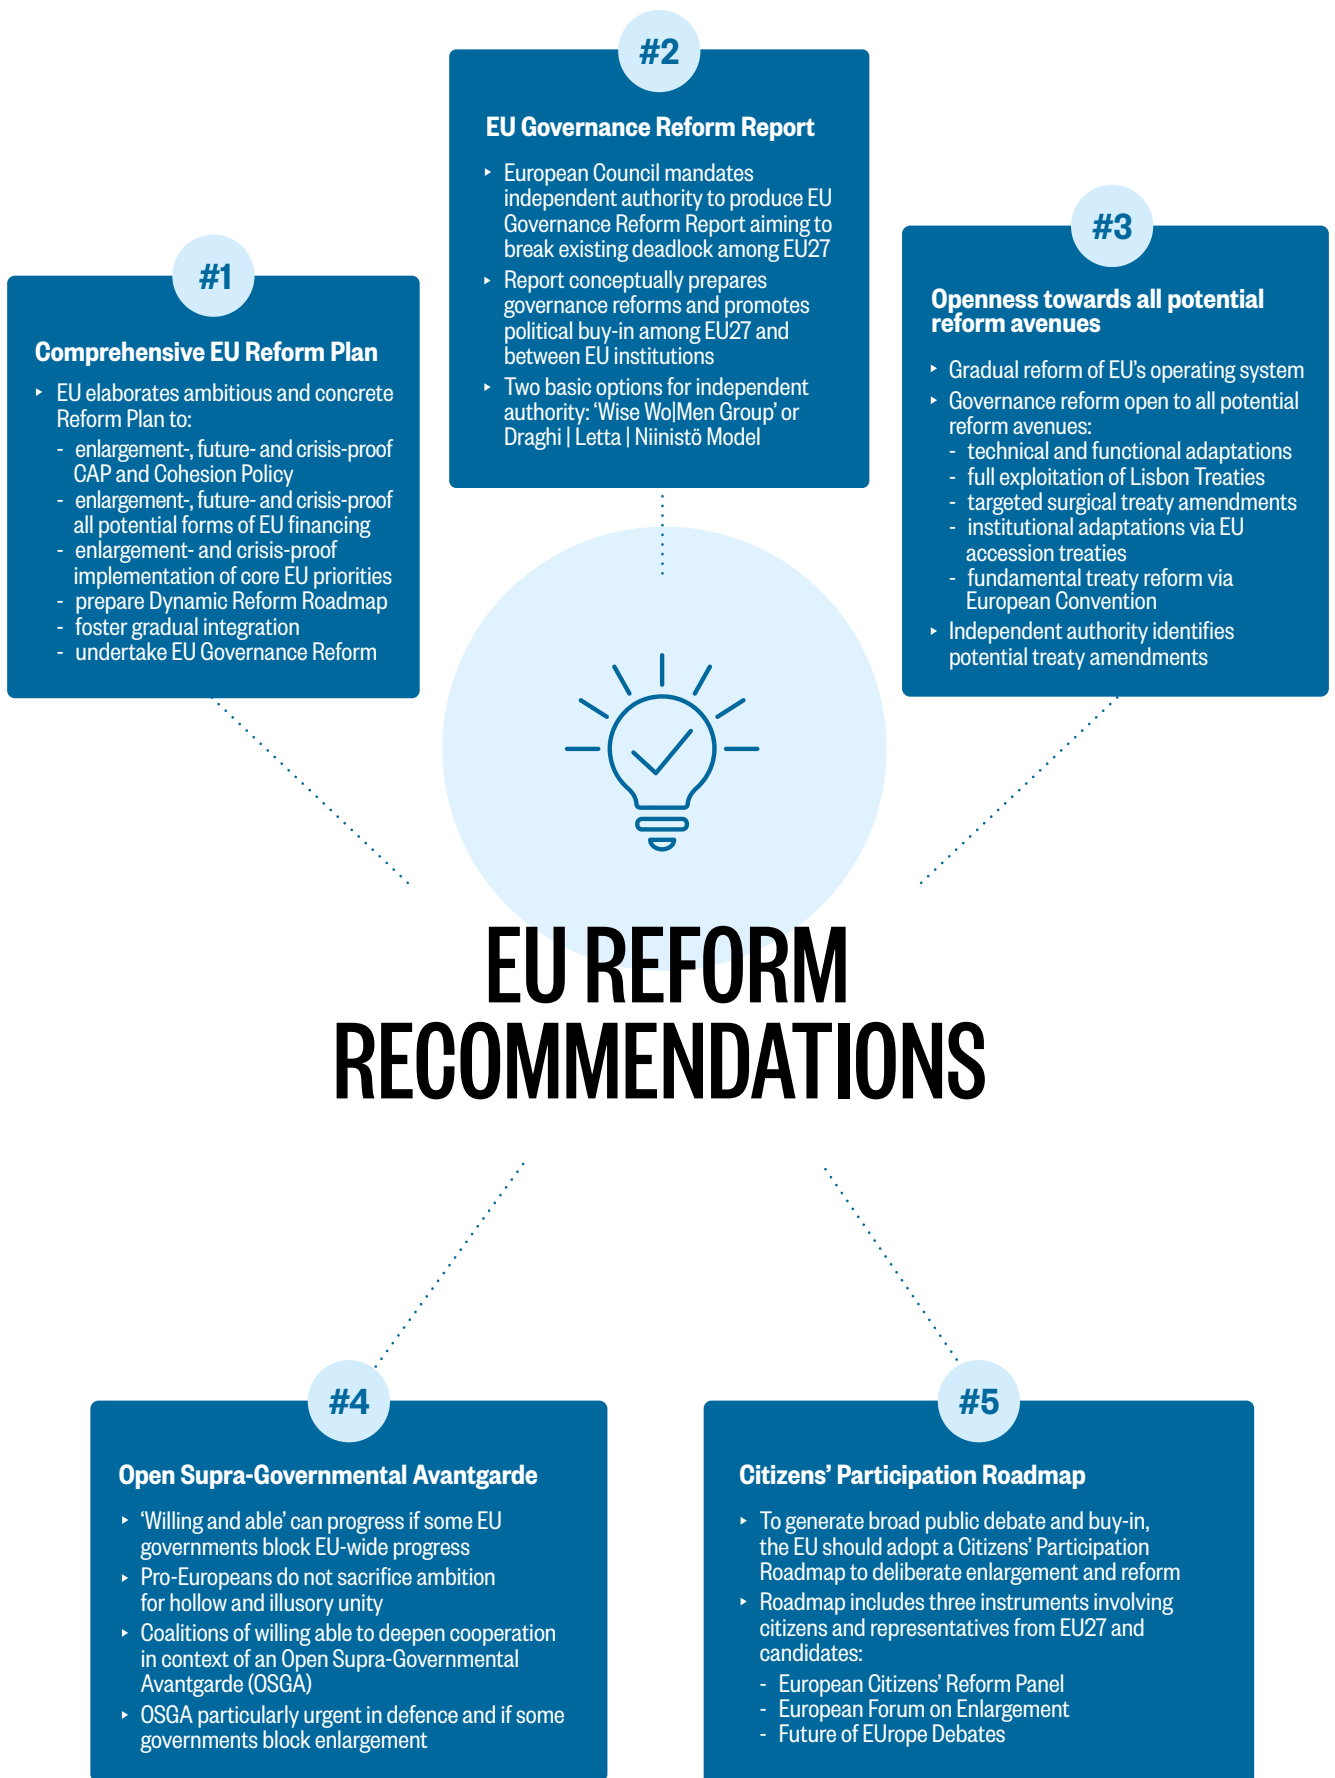 #1
Comprehensive EU Reform Plan
‣ EU elaborates ambitious and concrete
Reform Plan to:
- enlargement-, future- and crisis-proof
CAP and Cohesion Policy
- enlargement-, future- and crisis-proof
all potential forms of EU financing
- enlargement- and crisis-proof
implementation of core EU priorities
- prepare Dynamic Reform Roadmap
- foster gradual integration
- undertake EU Governance Reform
#2
EU Governance Reform Report
‣ European Council mandates
independent authority to produce EU
Governance Reform Report aiming to
break existing deadlock among EU27
‣ Report conceptually prepares
governance reforms and promotes
political buy-in among EU27 and
between EU institutions
‣ Two basic options for independent
authority: ‘Wise Wo|Men Group’ or
Draghi | Letta | Niinistö Model
#3
Openness towards all potential
reform avenues
‣ Gradual reform of EU’s operating system
‣ Governance reform open to all potential
reform avenues:
- technical and functional adaptations
- full exploitation of Lisbon Treaties
- targeted surgical treaty amendments
- institutional adaptations via EU
accession treaties
- fundamental treaty reform via
European Convention
‣ Independent authority identifies
potential treaty amendments
EU REFORM
RECOMMENDATIONS
#4
Open Supra-Governmental Avantgarde
‣ ‘Willing and able’ can progress if some EU
governments block EU-wide progress
‣ Pro-Europeans do not sacrifice ambition
for hollow and illusory unity
‣ Coalitions of willing able to deepen cooperation
in context of an Open Supra-Governmental
Avantgarde (OSGA)
‣ OSGA particularly urgent in defence and if some
governments block enlargement
#5
Citizens’ Participation Roadmap
‣ To generate broad public debate and buy-in,
the EU should adopt a Citizens’ Participation
Roadmap to deliberate enlargement and reform
‣ Roadmap includes three instruments involving
citizens and representatives from EU27 and
candidates:
- European Citizens’ Reform Panel
- European Forum on Enlargement
- Future of EUrope Debates